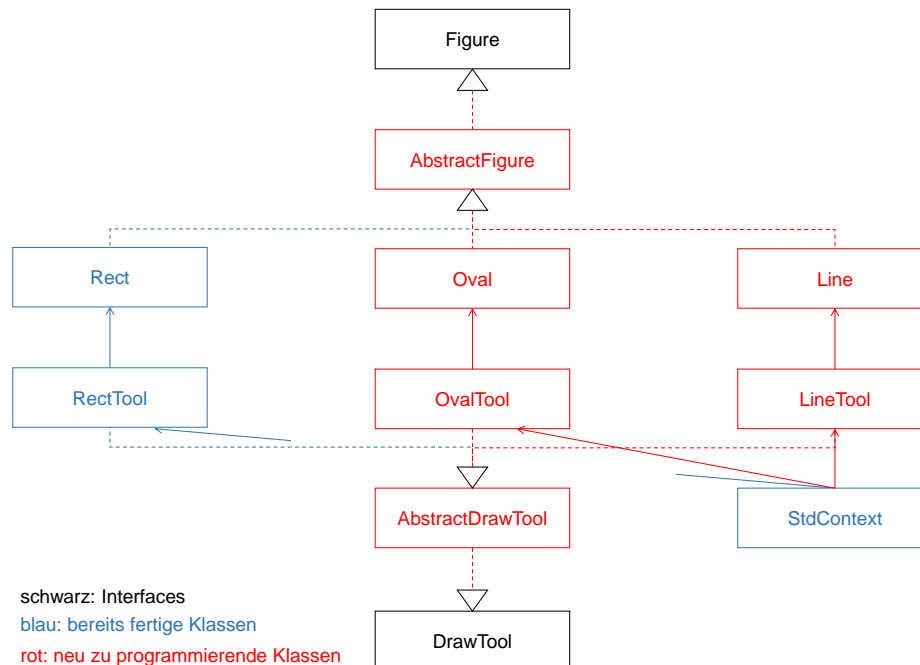 Figure
AbstractFigure
Rect
Oval
Line
RectTool
OvalTool
LineTool
AbstractDrawTool
StdContext
schwarz: Interfaces
blau: bereits fertige Klassen
DrawTool
rot: neu zu programmierende Klassen